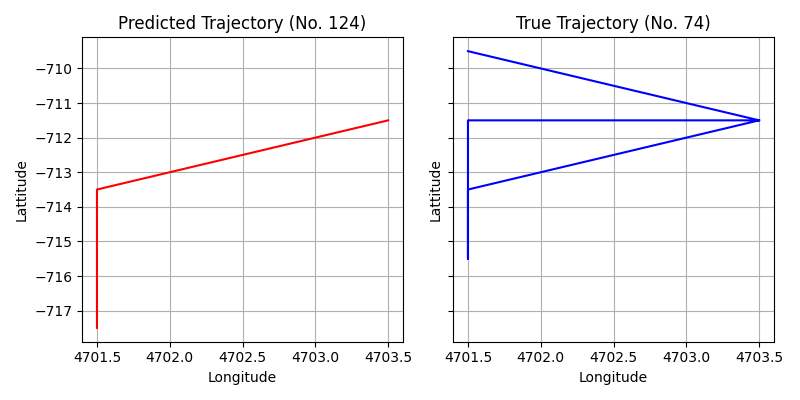 Predicted Trajectory (No. 124)
Lattitude
−710
−711
−712
−713
−714
−715
−716
−717
4701.5 4702.0 4702.5 4703.0 4703.5
Longitude
True Trajectory (No. 74)
Lattitude
4701.5 4702.0 4702.5 4703.0 4703.5
Longitude